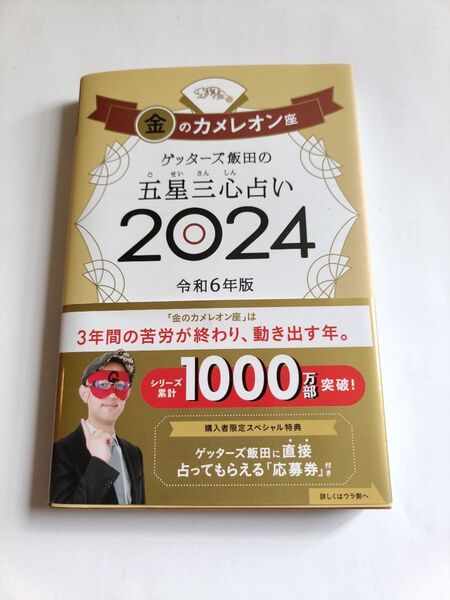 金のカメレオン座
ゲッターズ飯田の
ご せい さん しん
五星三心占い
2024
令和6年版
「金のカメレオン座」は
3年間の苦労が終わり、動き出す年。
シリーズ
累計
1000万部突破!
G
購入者限定スペシャル特典
ゲッターズ飯田に直接
占ってもらえる「応募券」付き
詳しくはウラ側へ